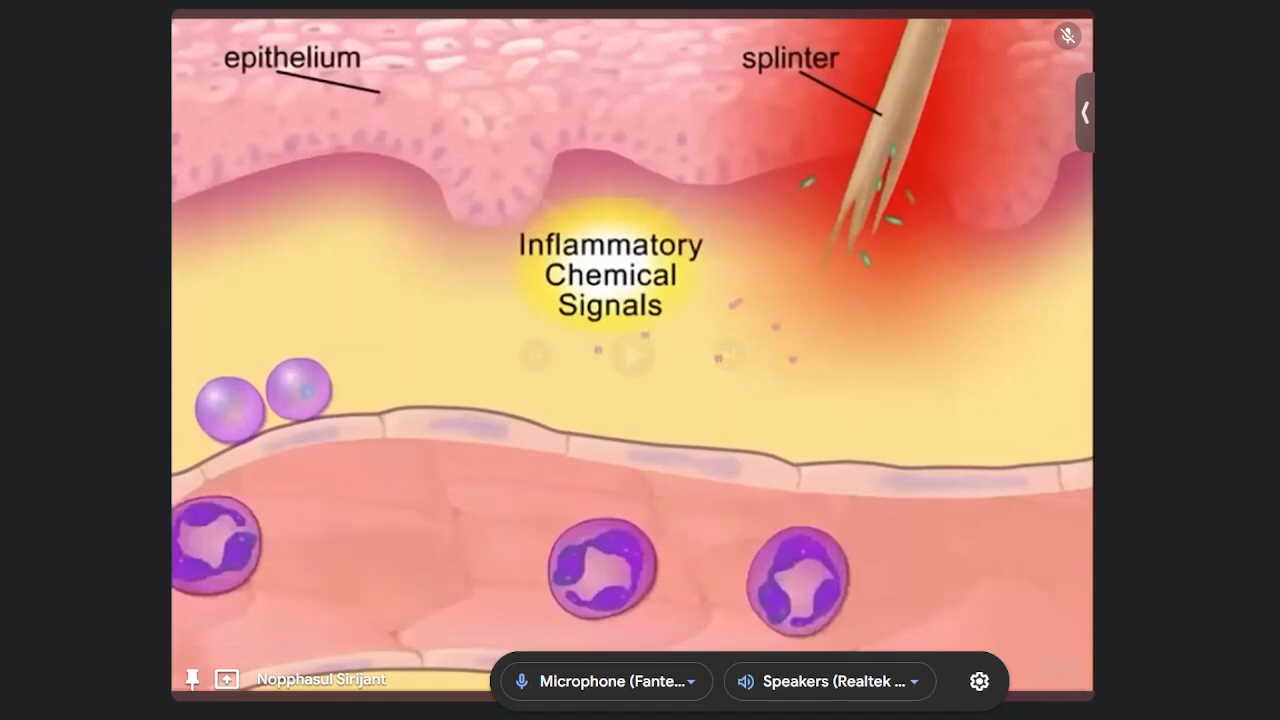 epithelium
splinter
Inflammatory
Chemical
Signals
Nopphasul Sirijant
Microphone (Fante...
Speakers (Realtek ...